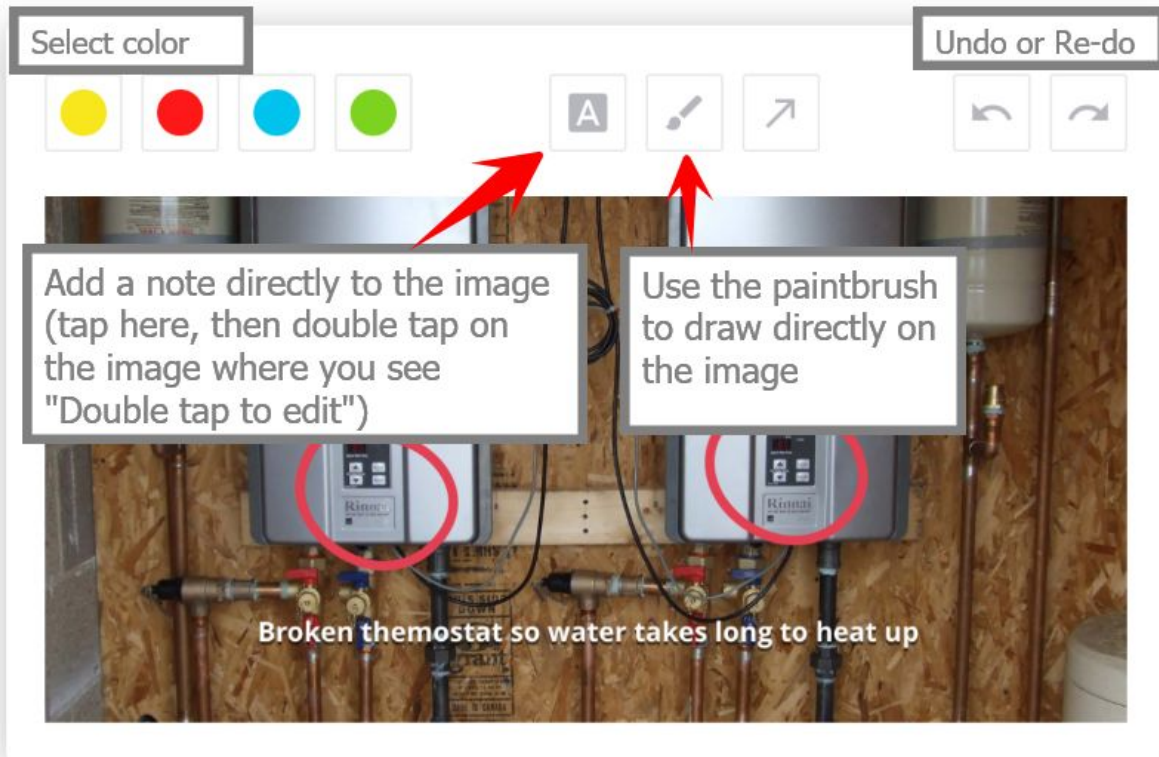 Select color
Undo or Re-do
A
Add a note directly to the image
(tap here, then double tap on
the image where you see
"Double tap to edit")
Use the paintbrush
to draw directly on
the image
Rinnai
Rinnai
Broken themostat so water takes long to heat up